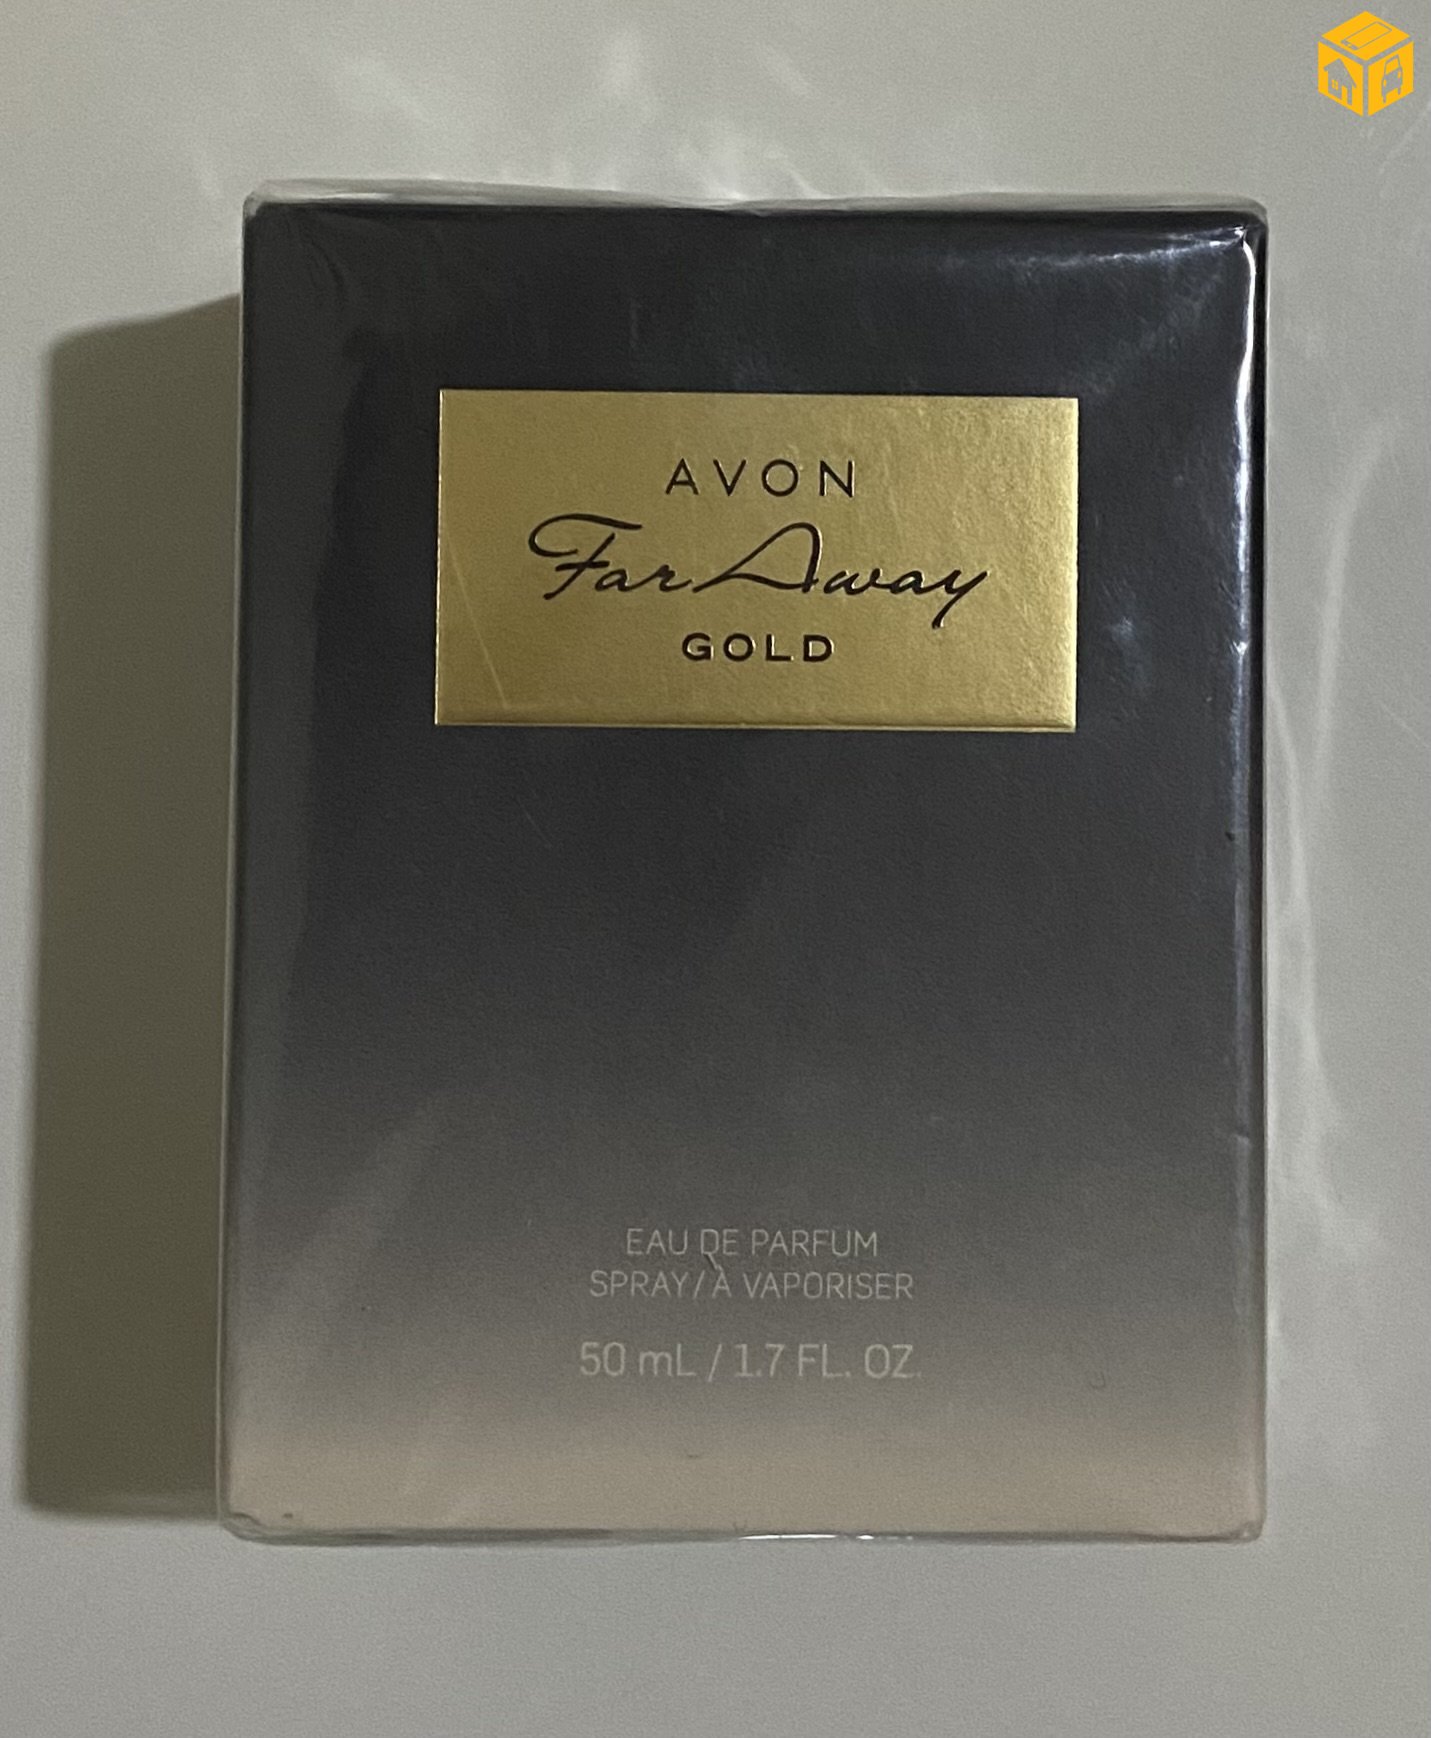 AVON
Far Away
GOLD
EAU DE PARFUM
SPRAY/À VAPORISER
50 mL / 1.7 FL. OZ.